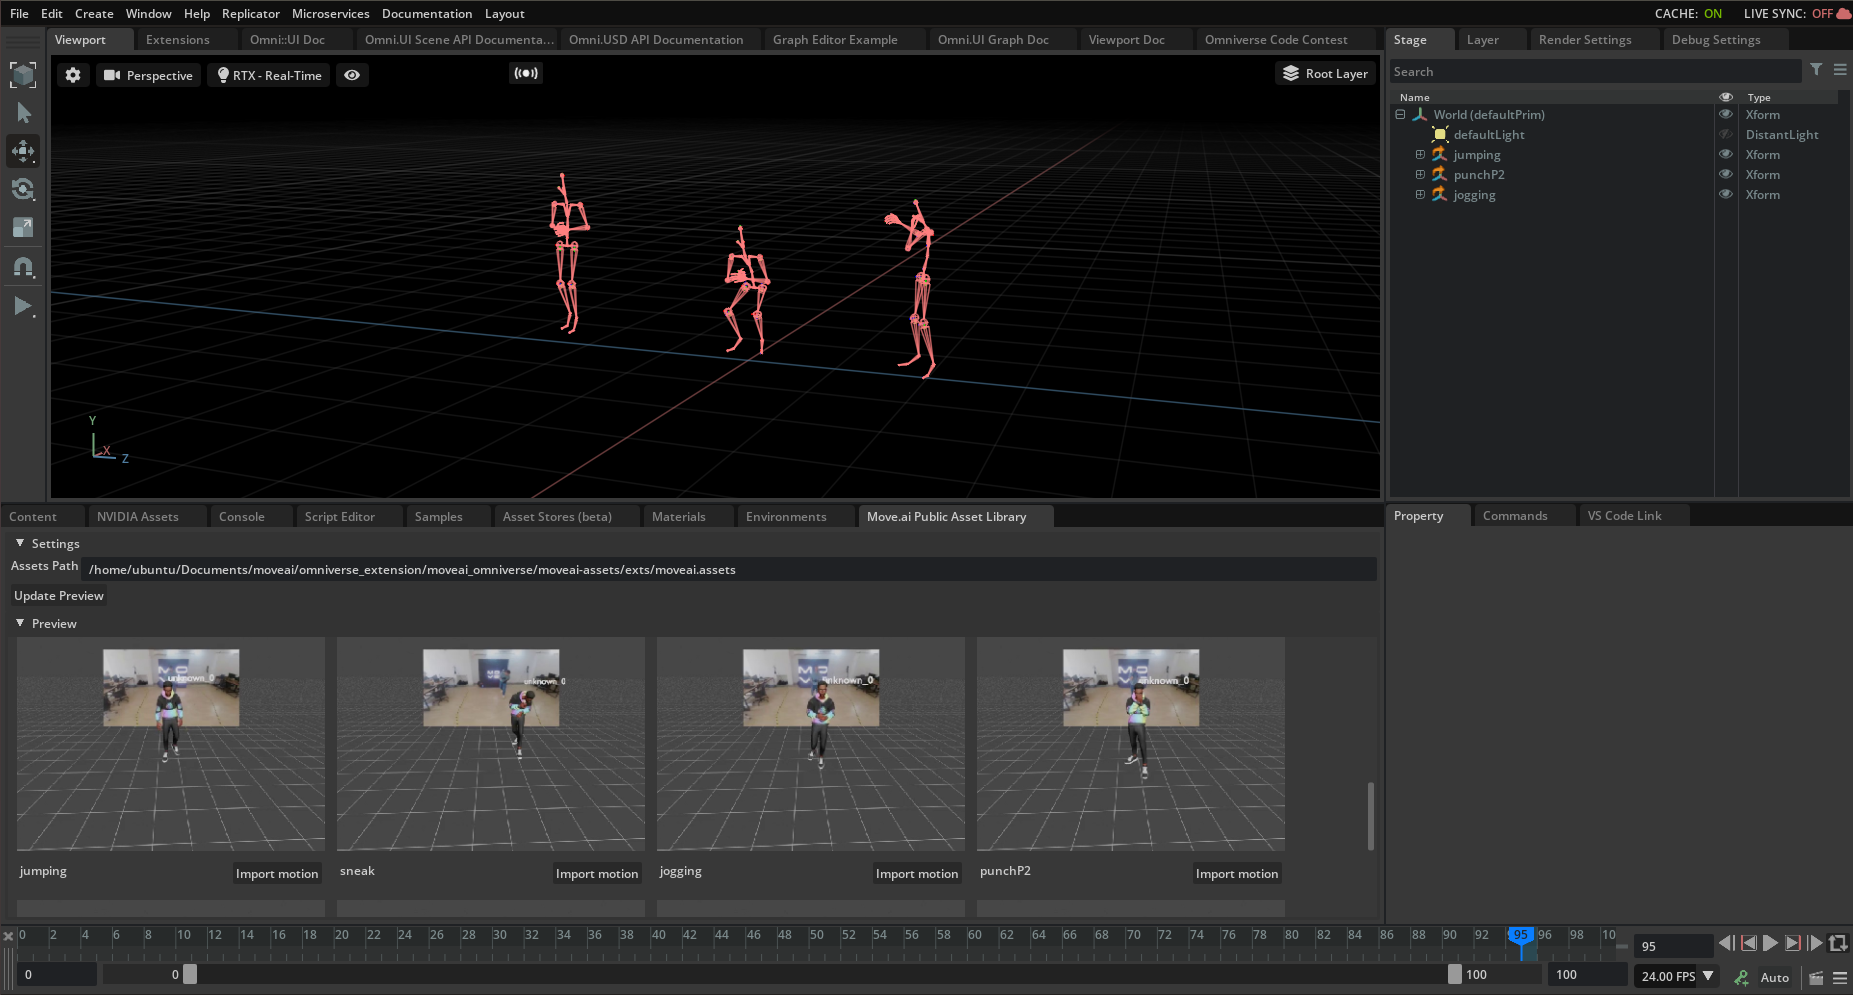 File Edit Create Window Help Replicator Microservices Documentation Layout
CACHE: ON LIVE SYNC: OFF
Viewport Extensions Omni::UI Doc Omni.UI Scene API Documenta... Omni.USD API Documentation Graph Editor Example Omni.UI Graph Doc Viewport Doc Omniverse Code Contest
Stage Layer Render Settings Debug Settings
Perspective RTX - Real-Time Root Layer
Search
Name Type
World (defaultPrim) Xform
defaultLight DistantLight
jumping Xform
punchP2 Xform
jogging Xform
Y
X
Z
Content NVIDIA Assets Console Script Editor Samples Asset Stores (beta) Materials Environments Move.ai Public Asset Library
Property Commands VS Code Link
Settings
Assets Path /home/ubuntu/Documents/moveai/omniverse_extension/moveai_omniverse/moveai-assets/exts/moveai.assets
Update Preview
Preview
unknown_0 unknown_0 unknown_0 unknown_0
jumping Import motion sneak Import motion jogging Import motion punchP2 Import motion
0 2 4 6 8 10 12 14 16 18 20 22 24 26 28 30 32 34 36 38 40 42 44 46 48 50 52 54 56 58 60 62 64 66 68 70 72 74 76 78 80 82 84 86 88 90 92 95 96 98 10
95
0 0 100 100 24.00 FPS Auto